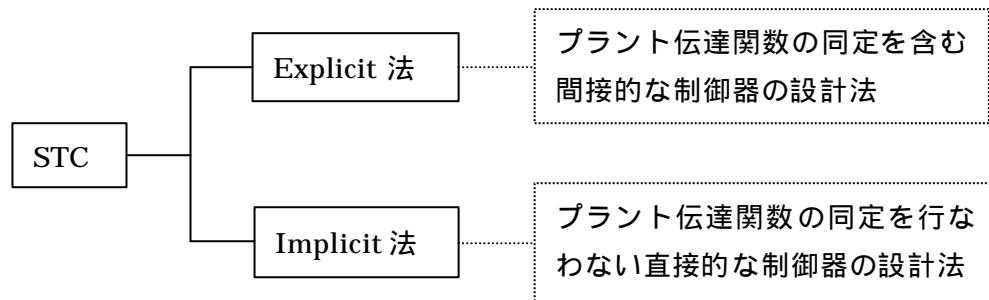 STC
Explicit 法
プラント伝達関数の同定を含む
間接的な制御器の設計法
Implicit 法
プラント伝達関数の同定を行な
わない直接的な制御器の設計法